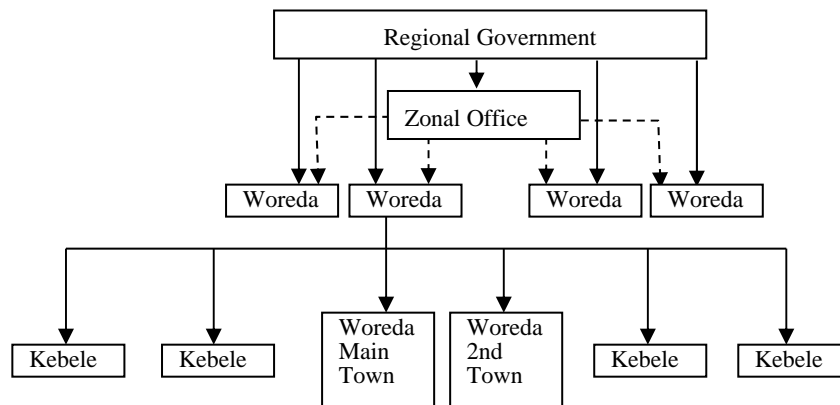 Regional Government
Zonal Office
Woreda
Woreda
Woreda
Woreda
Kebele
Kebele
Woreda
Main
Town
Woreda
2nd
Town
Kebele
Kebele